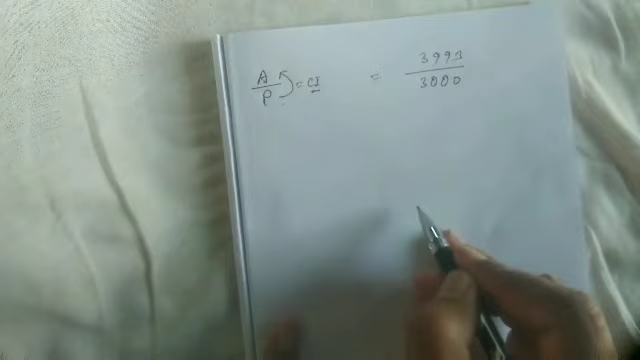 A/P = CI = 3993/3000